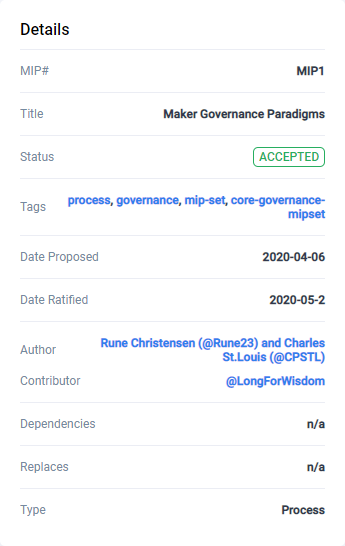 Details
MIP# MIP1
Title Maker Governance Paradigms
Status ACCEPTED
Tags process, governance, mip-set, core-governance-
mipset
Date Proposed 2020-04-06
Date Ratified 2020-05-2
Author Rune Christensen (@Rune23) and Charles
St.Louis (@CPSTL)
Contributor @LongForWisdom
Dependencies n/a
Replaces n/a
Type Process